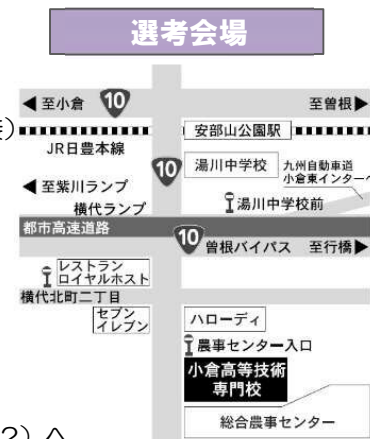 選考会場
◀至小倉 10 至曽根▶
)
安部山公園駅
JR日豊本線
湯川中学校
10
九州自動車道
小倉東インターへ
◀至紫川ランプ
湯川中学校前
横代ランプ
都市高速道路
10
曽根バイパス 至行橋▶
レストラン
ロイヤルホスト
横代北町二丁目
セブン
イレブン
ハローデイ
農事センター入口
小倉高等技術
専門校
総合農事センター
2）へ